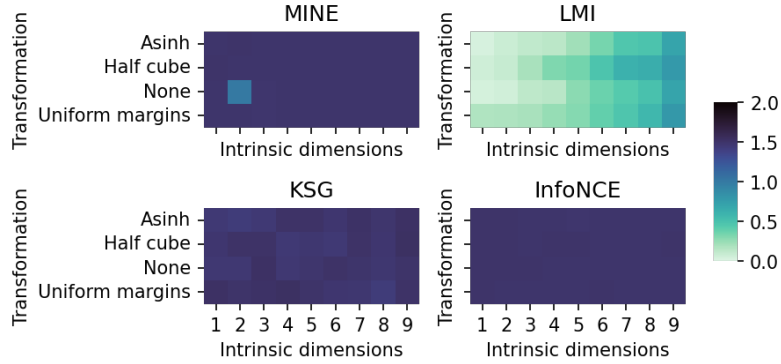 MINE
Transformation
Asinh
Half cube
None
Uniform margins
Intrinsic dimensions
LMI
Transformation
Intrinsic dimensions
KSG
Transformation
Asinh
Half cube
None
Uniform margins
1 2 3 4 5 6 7 8 9
Intrinsic dimensions
InfoNCE
Transformation
1 2 3 4 5 6 7 8 9
Intrinsic dimensions
2.0
1.5
1.0
0.5
0.0